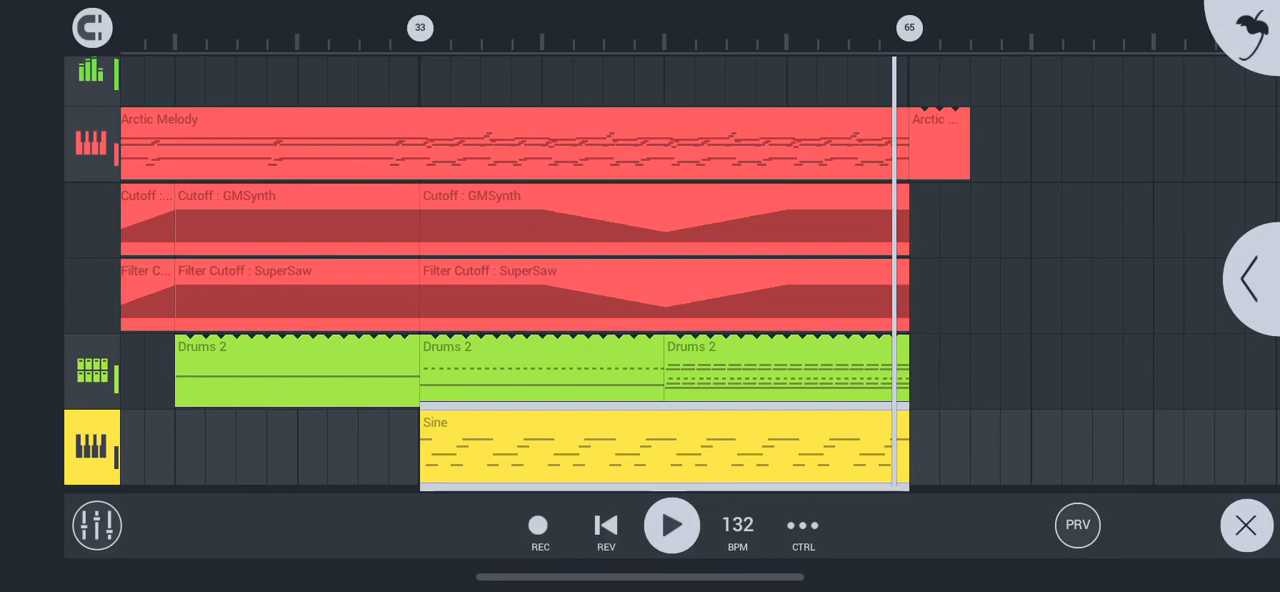 33
65
Arctic Melody
Arctic ...
Cutoff :...
Cutoff : GMSynth
Cutoff : GMSynth
Filter C...
Filter Cutoff : SuperSaw
Filter Cutoff : SuperSaw
Drums 2
Drums 2
Drums 2
Sine
132
PRV
REC
REV
BPM
CTRL